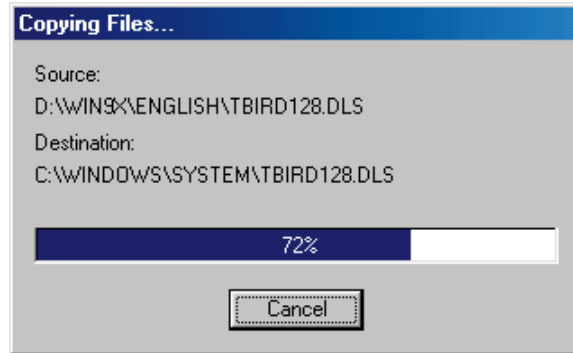 Copying Files...
Source:
D:\WIN9X\ENGLISH\TBIRD128.DLS
Destination:
C:\WINDOWS\SYSTEM\TBIRD128.DLS
72%
Cancel